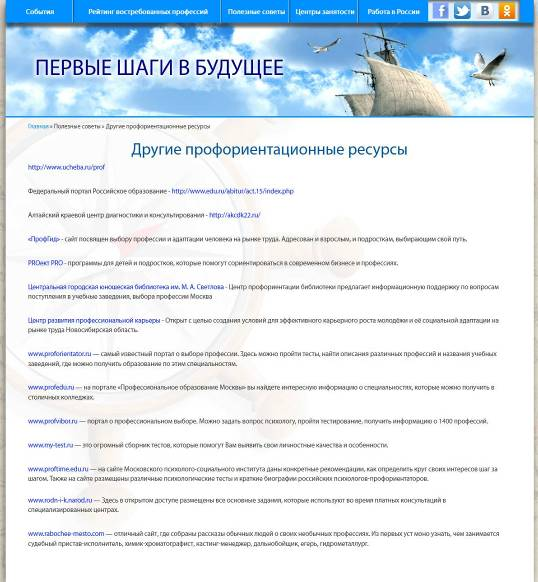 События
Рейтинг востребованных профессий
Полезные советы
Центры занятости
Работа в России
ПЕРВЫЕ ШАГИ В БУДУЩЕЕ
Главная » Полезные советы » Другие профориентационные ресурсы
Другие профориентационные ресурсы
http://www.ucheba.ru/prof
Федеральный портал Российское образование - http://www.edu.ru/abitur/act.15/index.php
Алтайский краевой центр диагностики и консультирования - http://akcdk22.ru/
«ПрофГид» - сайт посвящен выбору профессии и адаптации человека на рынке труда. Адресован и взрослым, и подросткам, выбирающим свой путь.
PROект PRO - программы для детей и подростков, которые помогут сориентироваться в современном бизнесе и профессиях.
Центральная городская юношеская библиотека им. М. А. Светлова - Центр профориентации библиотеки предлагает информационную поддержку по вопросам
поступления в учебные заведения, выбора профессии Москва
Центр развития профессиональной карьеры - Открыт с целью создания условий для эффективного карьерного роста молодёжи и её социальной адаптации на
рынке труда Новосибирская область.
www.proforientator.ru — самый известный портал о выборе профессии. Здесь можно пройти тесты, найти описания различных профессий и названия учебных
заведений, где можно получить образование по этим специальностям.
www.profedu.ru — на портале «Профессиональное образование Москвы» вы найдете интересную информацию о специальностях, которые можно получить в
столичных колледжах.
www.profvibor.ru — портал о профессиональном выборе. Можно задать вопрос психологу, пройти тестирование, получить информацию о 1400 профессий.
www.my-test.ru — это огромный сборник тестов, которые помогут Вам выявить свои личностные качества и особенности.
www.proftime.edu.ru — на сайте Московского психолого-социального института даны конкретные рекомендации, как определить круг своих интересов шаг за
шагом. Также на сайте размещены различные психологические тесты и краткие биографии российских психологов-профориентаторов.
www.rodn-i-k.narod.ru — Здесь в открытом доступе размещены все основные задания, которые используют во время платных консультаций в
специализированных центрах.
www.rabochee-mesto.com — отличный сайт, где собраны рассказы обычных людей о своих необычных профессиях. Из первых уст моно узнать, чем занимается
судебный пристав-исполнитель, химик-хроматографист, кастинг-менеджер, дальнобойщик, егерь, гидрометаллург.